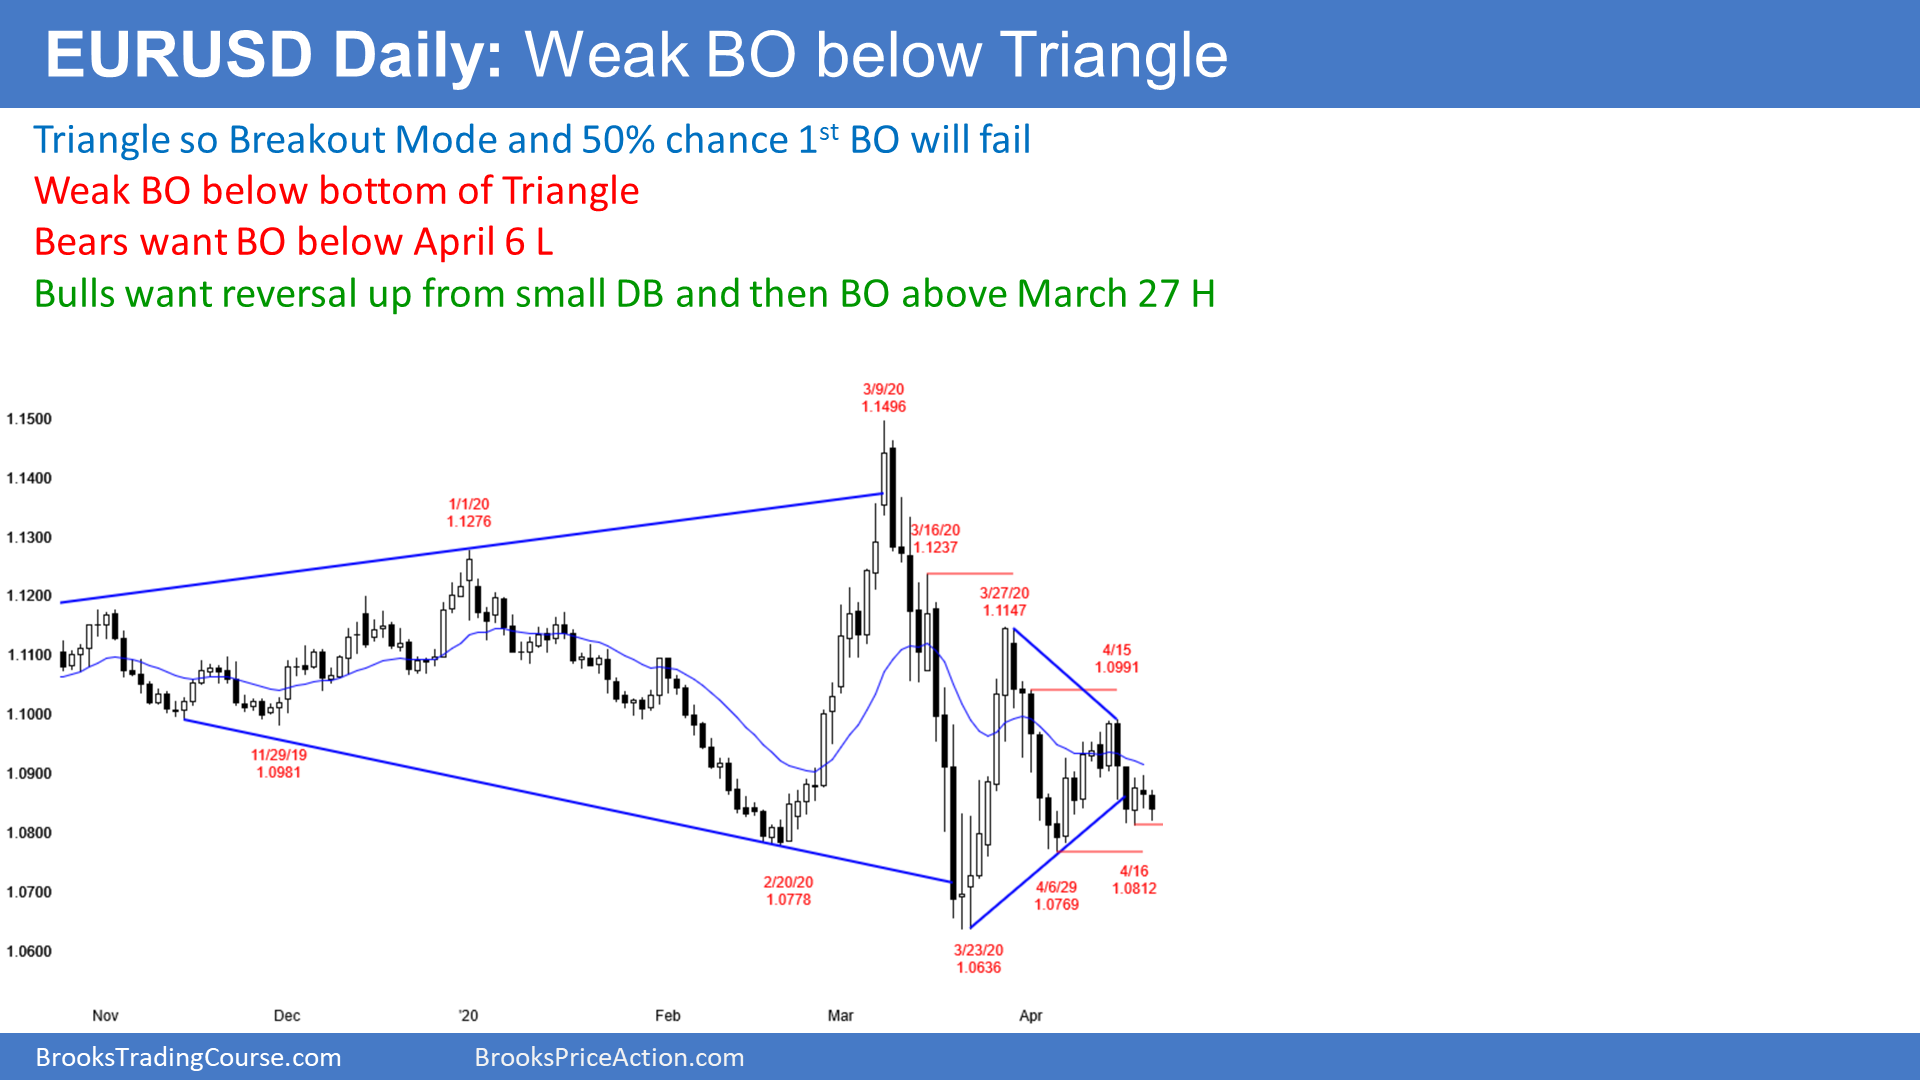 EURUSD Daily: Weak BO below Triangle
Triangle so Breakout Mode and 50% chance 1st BO will fail
Weak BO below bottom of Triangle
Bears want BO below April 6 L
Bulls want reversal up from small DB and then BO above March 27 H
3/9/20
1.1496
1.1500
1.1400
1/1/20
1.1276
3/16/20
1.1237
1.1300
1.1200
3/27/20
1.1147
4/15
1.0991
1.1100
1.1000
11/29/19
1.0981
1.0900
1.0800
2/20/20
1.0778
4/16
1.0812
4/6/29
1.0769
1.0700
1.0600
3/23/20
1.0636
Nov
Dec
'20
Feb
Mar
Apr
BrooksTradingCourse.com
BrooksPriceAction.com